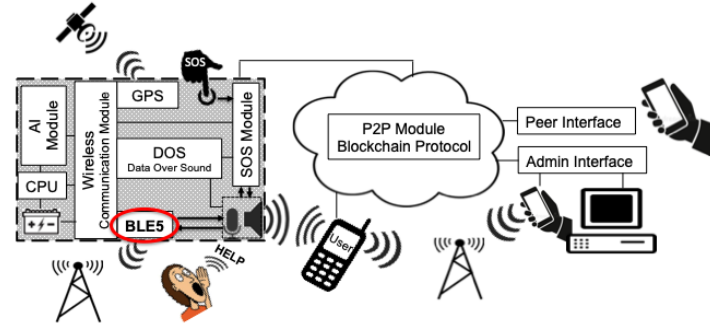 SOS
GPS
AI
Module
Wireless
Communication Module
SOS Module
DOS
Data Over Sound
CPU
BLE5
HELP
P2P Module
Blockchain Protocol
Peer Interface
Admin Interface
User